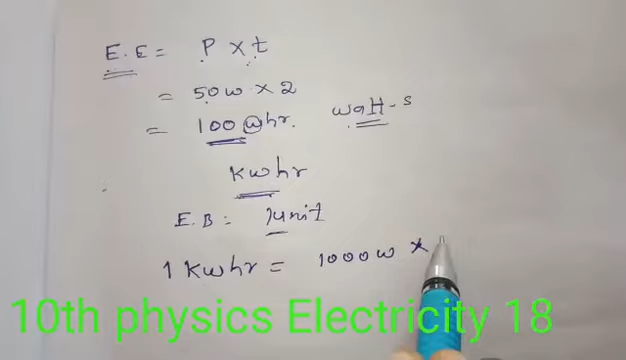 E.E = P x t
= 50w x 2
= 100 whr. watt-s
Kwhr
E.B = 1unit
1 Kwhr = 1000w x
10th physics Electricity 18